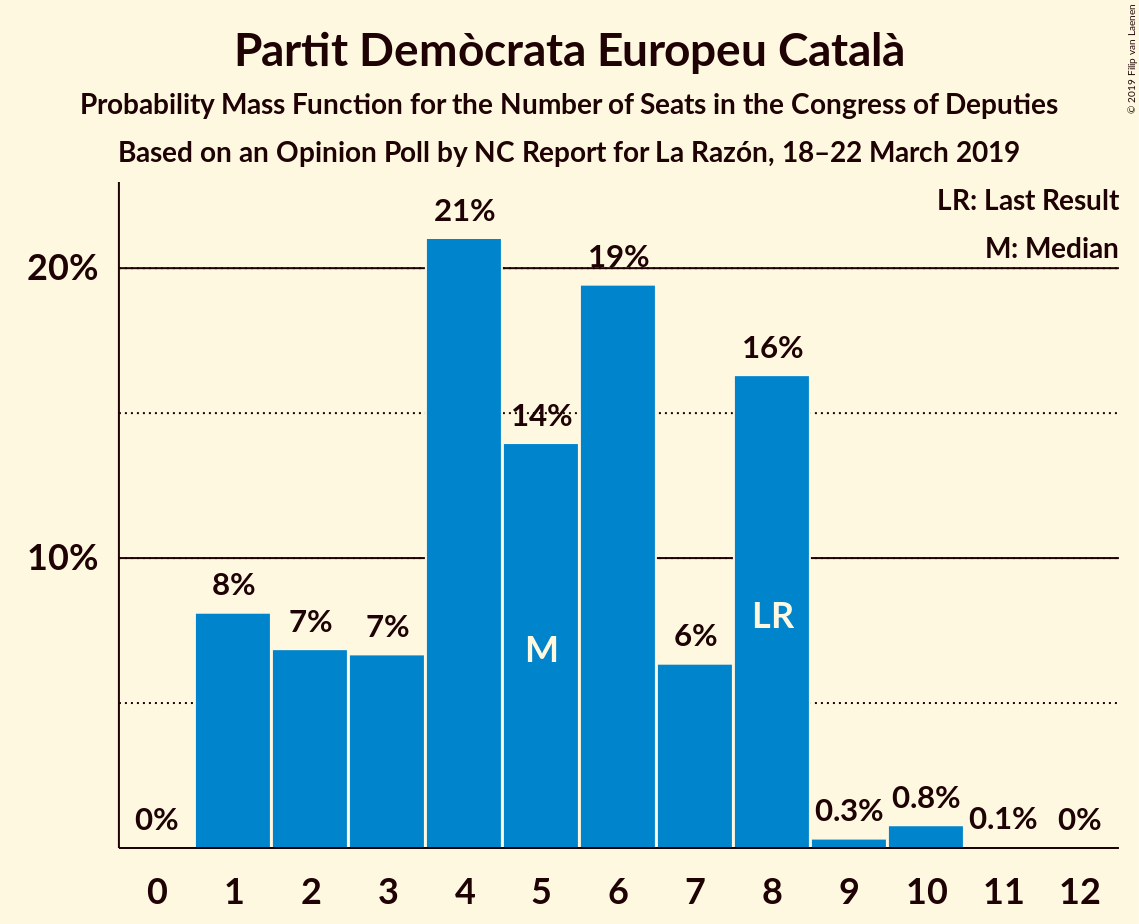 Partit Demòcrata Europeu Català
Probability Mass Function for the Number of Seats in the Congress of Deputies
Based on an Opinion Poll by NC Report for La Razón, 18–22 March 2019
© 2019 Filip van Laenen
LR: Last Result
M: Median
20%
10%
0%
8%
7%
7%
21%
14%
19%
6%
16%
0.3%
0.8%
0.1%
0%
M
LR
0 1 2 3 4 5 6 7 8 9 10 11 12